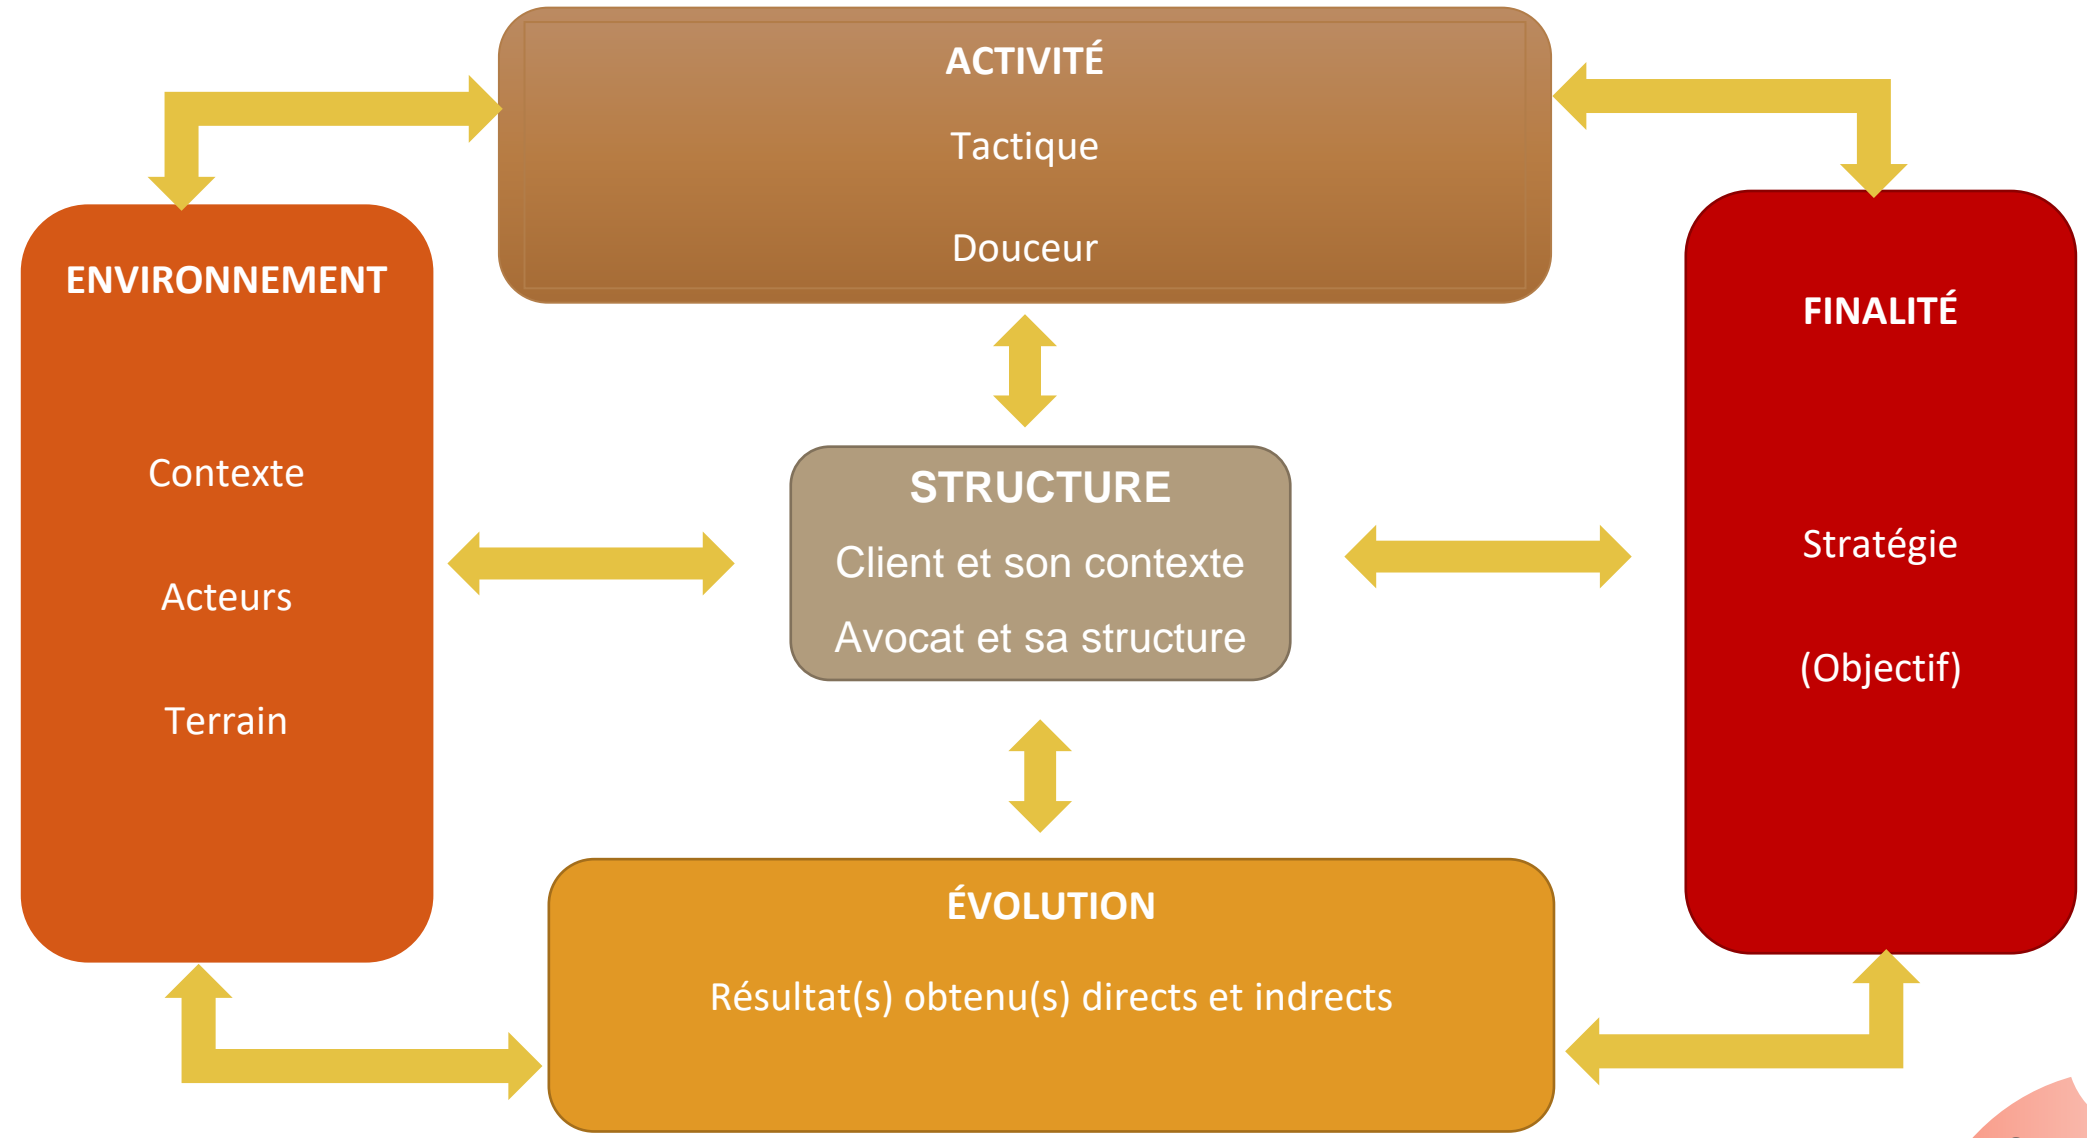 ACTIVITÉ
Tactique
Douceur
ENVIRONNEMENT
Contexte
Acteurs
Terrain
STRUCTURE
Client et son contexte
Avocat et sa structure
FINALITÉ
Stratégie
(Objectif)
ÉVOLUTION
Résultat(s) obtenu(s) directs et indrects